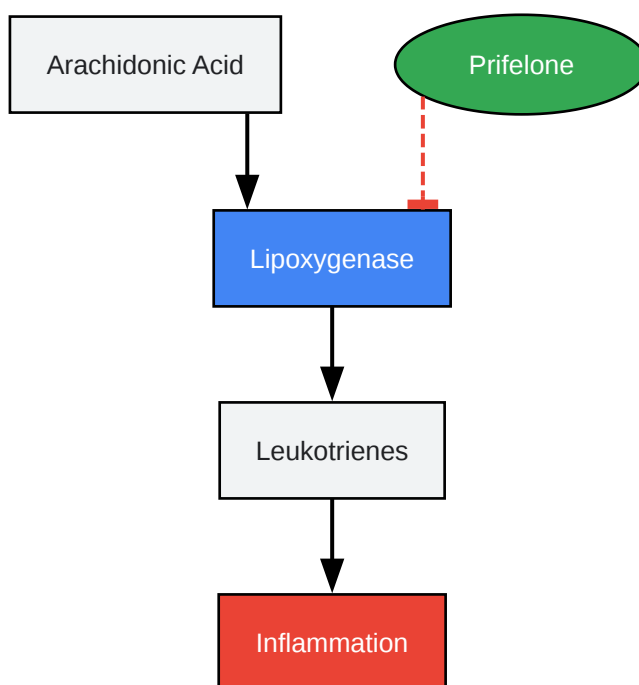 Arachidonic Acid
Prifelone
Lipoxygenase
Leukotrienes
Inflammation